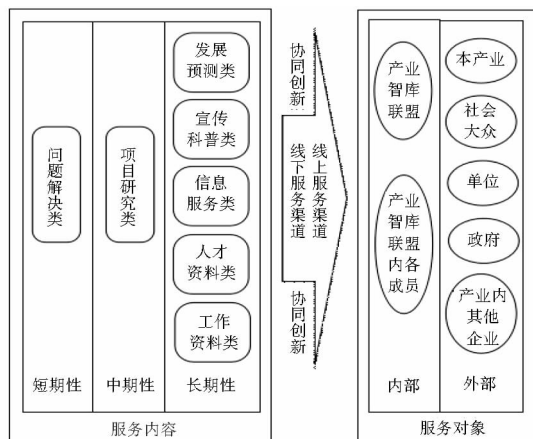 问题解决类
短期性
项目研究类
中期性
发展
预测类
宣传
科普类
信息
服务类
人才
资料类
工作
资料类
长期性
服务内容
协同创新
线下服务渠道
线上服务渠道
协同创新
产业
智库
联盟
产业
智库
联盟
内各
成员
内部
本产业
社会
大众
单位
政府
产业内
其他
企业
外部
服务对象